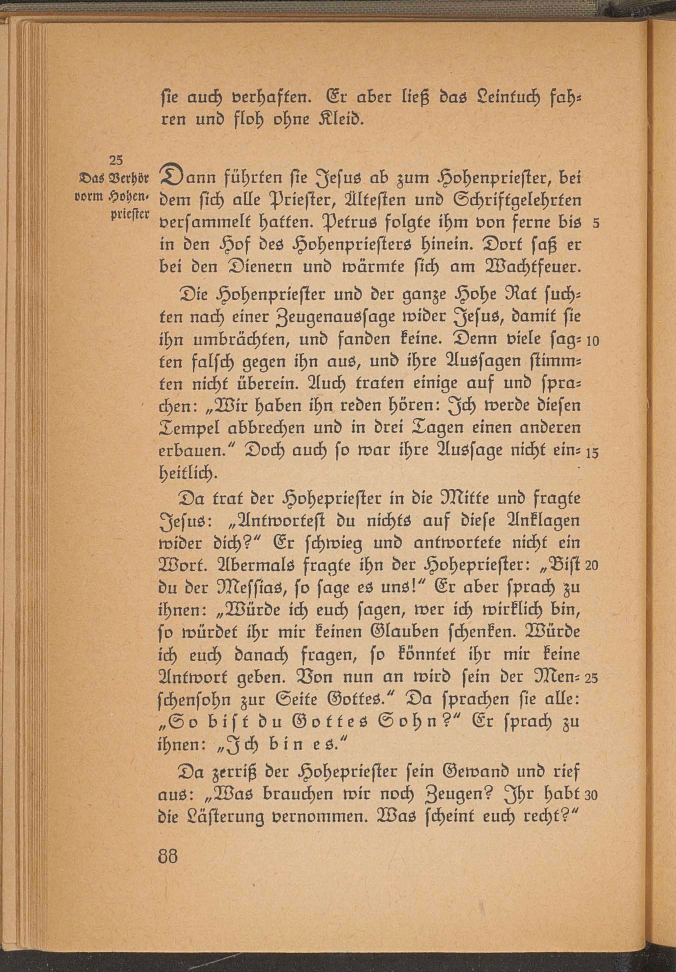 sie auch verhaften. Er aber ließ das Leintuch fah-
ren und floh ohne Kleid.
25
Das Verhör
vorm Hohen-
priester
Dann führten sie Jesus ab zum Hohenpriester, bei
dem sich alle Priester, Ältesten und Schriftgelehrten
versammelt hatten. Petrus folgte ihm von ferne bis 5
in den Hof des Hohenpriesters hinein. Dort saß er
bei den Dienern und wärmte sich am Wachtfeuer.
Die Hohenpriester und der ganze Hohe Rat such-
ten nach einer Zeugenaussage wider Jesus, damit sie
ihn umbrächten, und fanden keine. Denn viele sag- 10
ten falsch gegen ihn aus, und ihre Aussagen stimm-
ten nicht überein. Auch traten einige auf und spra-
chen: „Wir haben ihn reden hören: Ich werde diesen
Tempel abbrechen und in drei Tagen einen anderen
erbauen.“ Doch auch so war ihre Aussage nicht ein- 15
heitlich.
Da trat der Hohepriester in die Mitte und fragte
Jesus: „Antwortest du nichts auf diese Anklagen
wider dich?“ Er schwieg und antwortete nicht ein
Wort. Abermals fragte ihn der Hohepriester: „Bist 20
du der Messias, so sage es uns!“ Er aber sprach zu
ihnen: „Würde ich euch sagen, wer ich wirklich bin,
so würdet ihr mir keinen Glauben schenken. Würde
ich euch danach fragen, so könntet ihr mir keine
Antwort geben. Von nun an wird sein der Men- 25
schensohn zur Seite Gottes.“ Da sprachen sie alle:
„So bist du Gottes Sohn?“ Er sprach zu
ihnen: „Ich bin es.“
Da zerriß der Hohepriester sein Gewand und rief
aus: „Was brauchen wir noch Zeugen? Ihr habt 30
die Lästerung vernommen. Was scheint euch recht?“
88